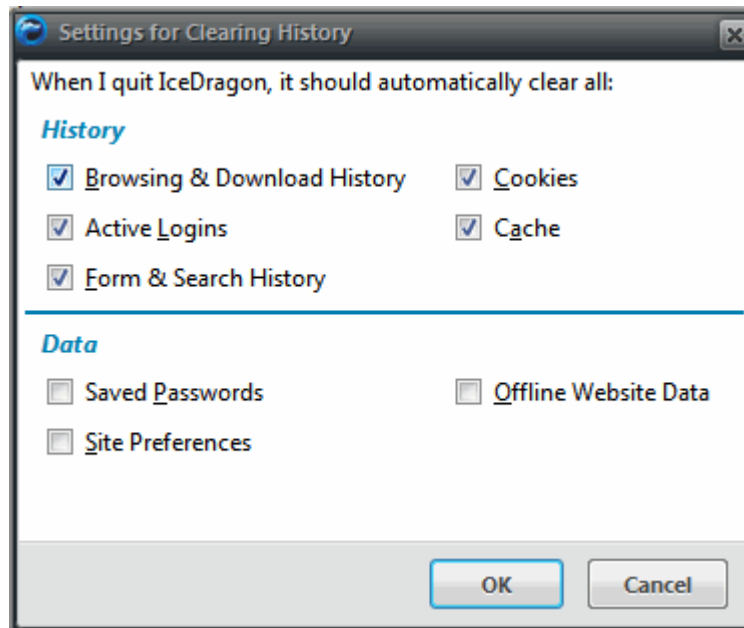 Settings for Clearing History
When I quit IceDragon, it should automatically clear all:
History
Browsing & Download History Cookies
Active Logins Cache
Form & Search History
Data
Saved Passwords Offline Website Data
Site Preferences
OK Cancel